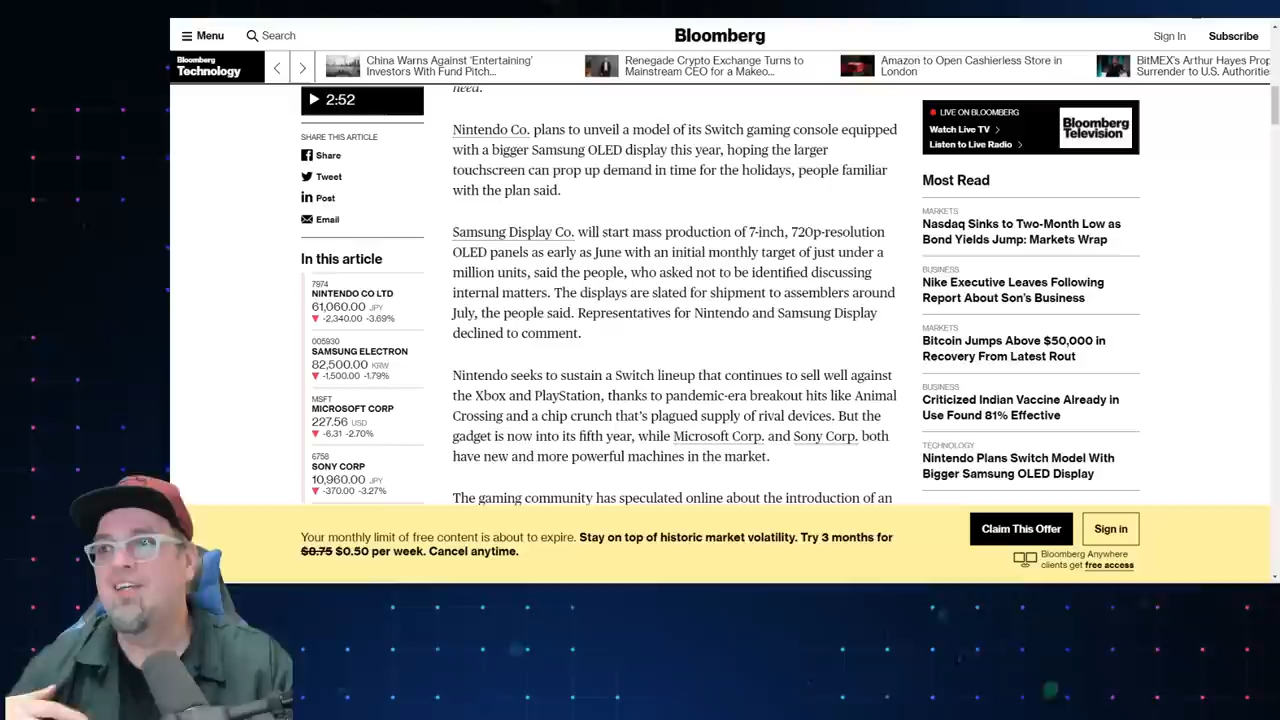 Menu
Search
Bloomberg
Sign In
Subscribe
Bloomberg
Technology
China Warns Against 'Entertaining'
Investors With Fund Pitch...
Renegade Crypto Exchange Turns to
Mainstream CEO for a Makeo...
Amazon to Open Cashierless Store in
London
BitMEX's Arthur Hayes Prop
Surrender to U.S. Authoritie
2:52
SHARE THIS ARTICLE
Share
Tweet
Post
Email
In this article
7974
NINTENDO CO LTD
61,060.00 JPY
▼ -2,340.00 -3.69%
005930
SAMSUNG ELECTRON
82,500.00 KRW
▼ -1,500.00 -1.79%
MSFT
MICROSOFT CORP
227.56 USD
▼ -6.31 -2.70%
6758
SONY CORP
10,960.00 JPY
▼ -370.00 -3.27%
need.
Nintendo Co. plans to unveil a model of its Switch gaming console equipped
with a bigger Samsung OLED display this year, hoping the larger
touchscreen can prop up demand in time for the holidays, people familiar
with the plan said.
Samsung Display Co. will start mass production of 7-inch, 720p-resolution
OLED panels as early as June with an initial monthly target of just under a
million units, said the people, who asked not to be identified discussing
internal matters. The displays are slated for shipment to assemblers around
July, the people said. Representatives for Nintendo and Samsung Display
declined to comment.
Nintendo seeks to sustain a Switch lineup that continues to sell well against
the Xbox and PlayStation, thanks to pandemic-era breakout hits like Animal
Crossing and a chip crunch that's plagued supply of rival devices. But the
gadget is now into its fifth year, while Microsoft Corp. and Sony Corp. both
have new and more powerful machines in the market.
The gaming community has speculated online about the introduction of an
LIVE ON BLOOMBERG
Watch Live TV >
Listen to Live Radio >
Bloomberg
Television
Most Read
MARKETS
Nasdaq Sinks to Two-Month Low as
Bond Yields Jump: Markets Wrap
BUSINESS
Nike Executive Leaves Following
Report About Son's Business
MARKETS
Bitcoin Jumps Above $50,000 in
Recovery From Latest Rout
BUSINESS
Criticized Indian Vaccine Already in
Use Found 81% Effective
TECHNOLOGY
Nintendo Plans Switch Model With
Bigger Samsung OLED Display
Your monthly limit of free content is about to expire. Stay on top of historic market volatility. Try 3 months for
$8.75 $0.50 per week. Cancel anytime.
Claim This Offer
Sign in
Bloomberg Anywhere
clients get free access